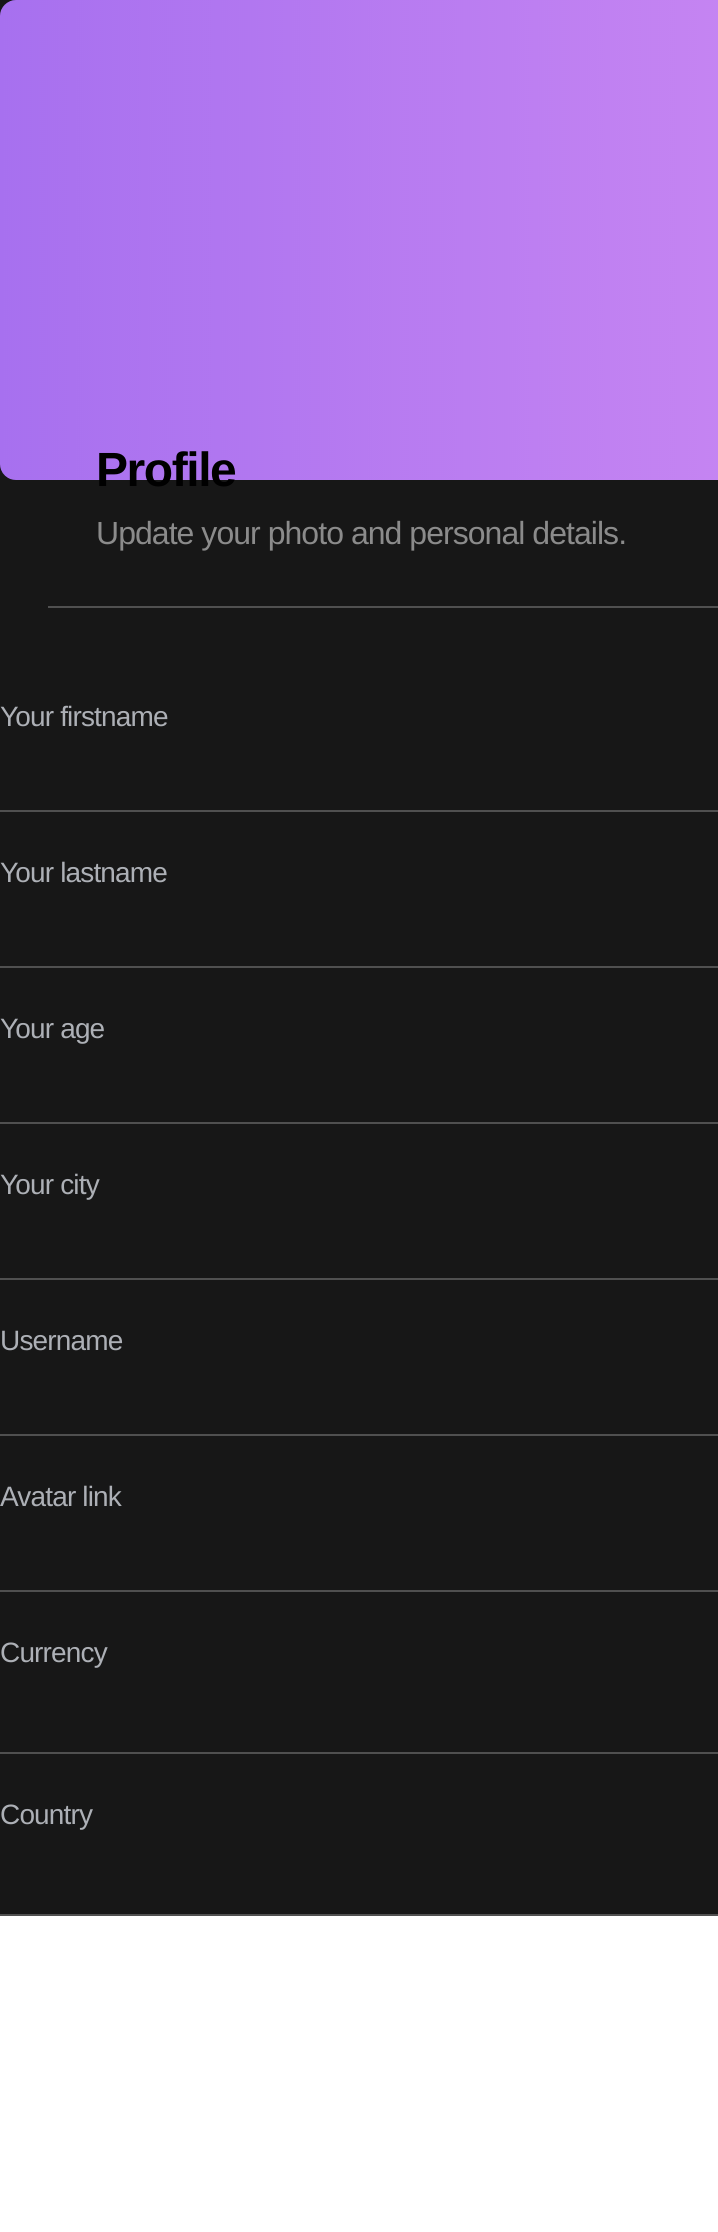 Profile
Update your photo and personal details.
Your firstname
Your lastname
Your age
Your city
Username
Avatar link
Currency
Country